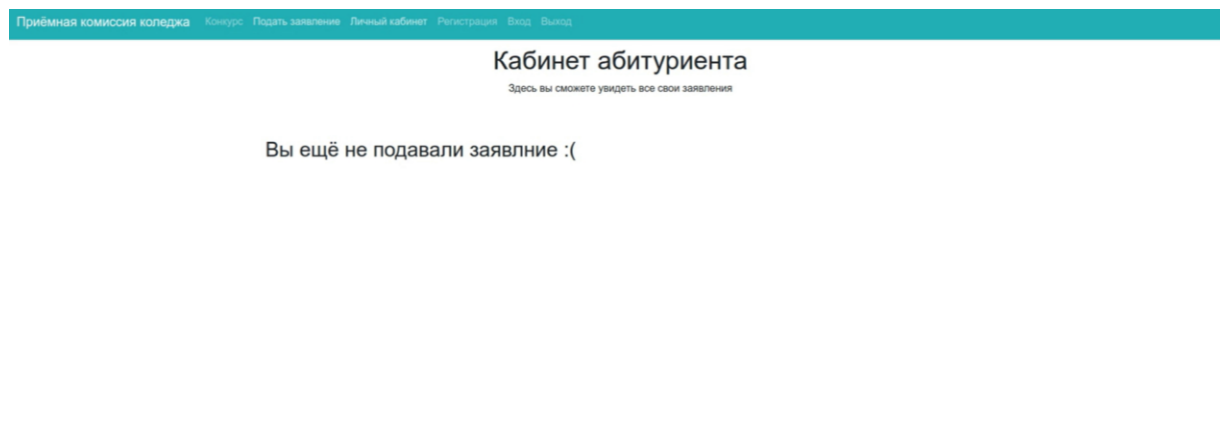 Приёмная комиссия коледжа Конкурс Подать заявление Личный кабинет Регистрация Вход Выход
Кабинет абитуриента
Здесь вы сможете увидеть все свои заявления
Вы ещё не подавали заявлние :(